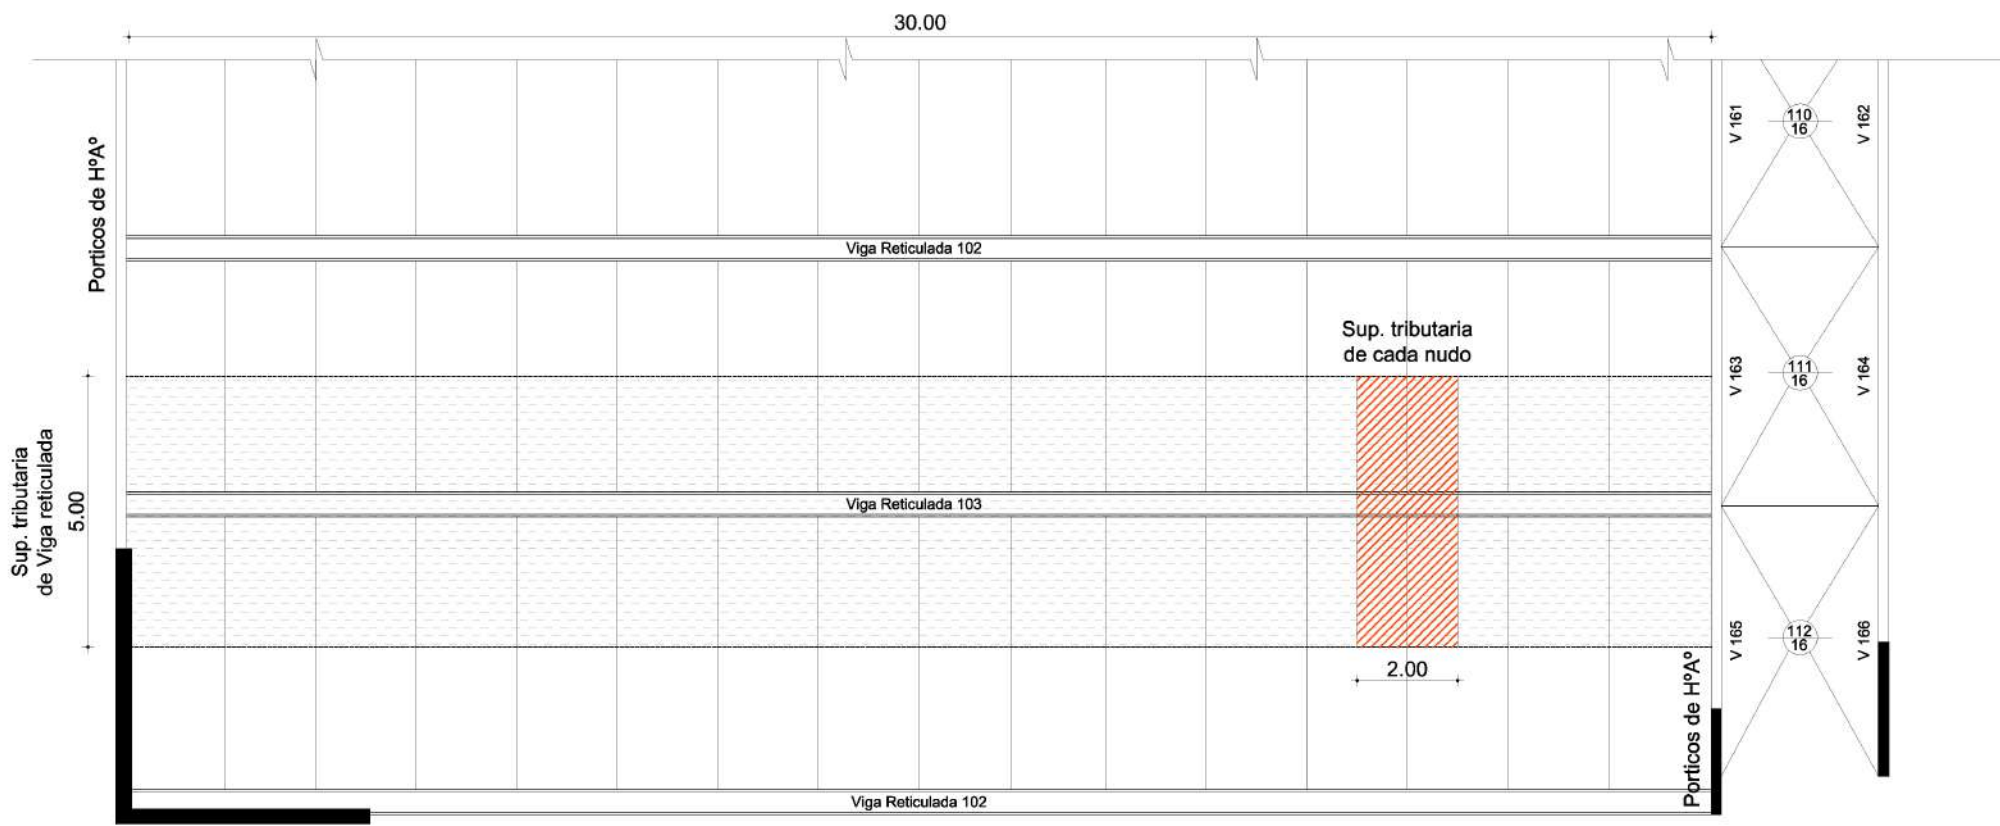 30.00
Porticos de HºAº
V 161
110
16
V 162
Viga Reticulada 102
Sup. tributaria
de cada nudo
V 163
111
16
V 164
Sup. tributaria
de Viga reticulada
5.00
Viga Reticulada 103
2.00
Porticos de HºAº
V 165
112
16
V 166
Viga Reticulada 102